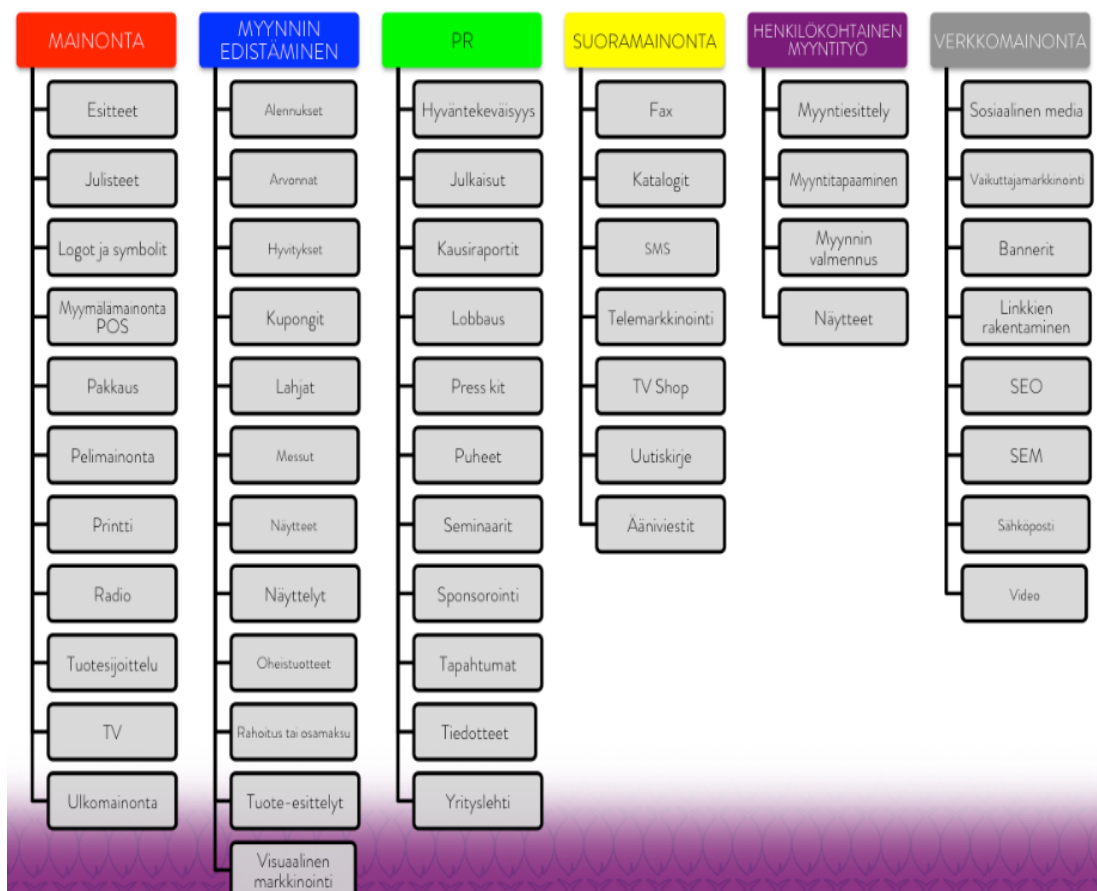 MAINONTA
Esitteet
Julisteet
Logot ja symbolit
Myymälämainonta
POS
Pakkaus
Pelimainonta
Printti
Radio
Tuotesijoittelu
TV
Ulkomainonta
MYYNNIN
EDISTÄMINEN
Alennukset
Arvonnat
Hyvitykset
Kupongit
Lahjat
Messut
Näytteet
Näyttelyt
Oheistuotteet
Rahoitus tai osamaksu
Tuote-esittelyt
Visuaalinen
markkinointi
PR
Hyväntekeväisyys
Julkaisut
Kausiraportit
Lobbaus
Press kit
Puheet
Seminaarit
Sponsorointi
Tapahtumat
Tiedotteet
Yrityslehti
SUORAMAINONTA
Fax
Katalogit
SMS
Telemarkkinointi
TV Shop
Uutiskirje
Ääniviestit
HENKILÖKOHTAINEN
MYYNTITYÖ
Myyntiesittely
Myyntitapaaminen
Myynnin
valmennus
Näytteet
VERKKOMAINONTA
Sosiaalinen media
Vaikuttajamarkkinointi
Bannerit
Linkkien
rakentaminen
SEO
SEM
Sähköposti
Video